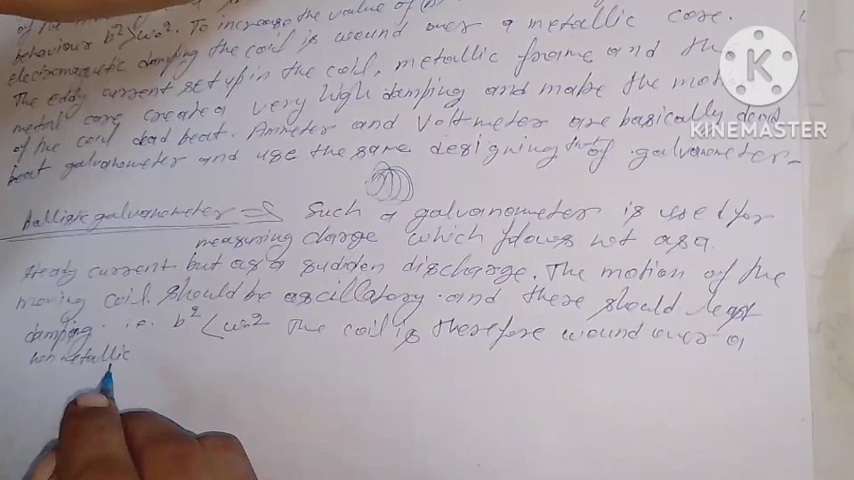 behaviour b²>ω₀². To increase the value of (b)
electromagnetic damping the coil is wound over a metallic core.
The eddy current setup in the coil, metallic frame and the
metal core created very high damping and make the motion
of the coil dead beat. Ammeter and Voltmeter are basically dead
beat galvanometer and use the same designing that of galvanometer.
Ballistic galvanometer ⇒ Such a galvanometer is used for
measuring charge which flows not as a
steady current but as a sudden discharge. The motion of the
moving coil should be oscillatory and there should least
damping. i.e. b² < ω₀² The coil is therefore wound over a
non metallic
K
KINEMASTER